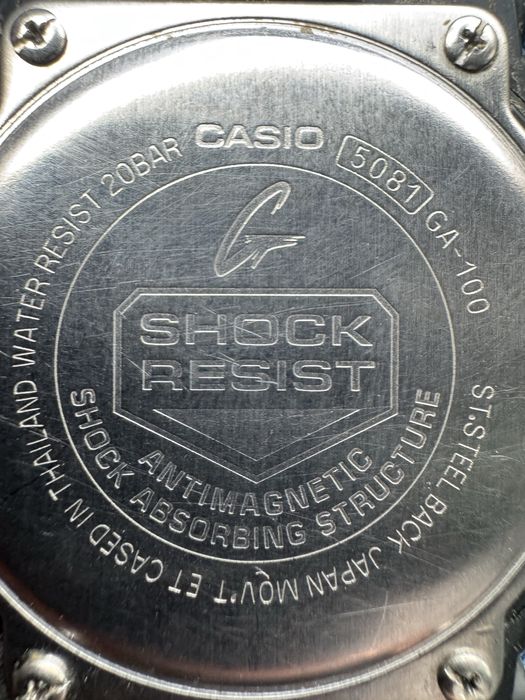 CASIO
5081 GA-100
ST.STEEL BACK JAPAN MOV'T ET CASED IN THAILAND WATER RESIST 20BAR
G
SHOCK
RESIST
ANTIMAGNETIC
SHOCK ABSORBING STRUCTURE